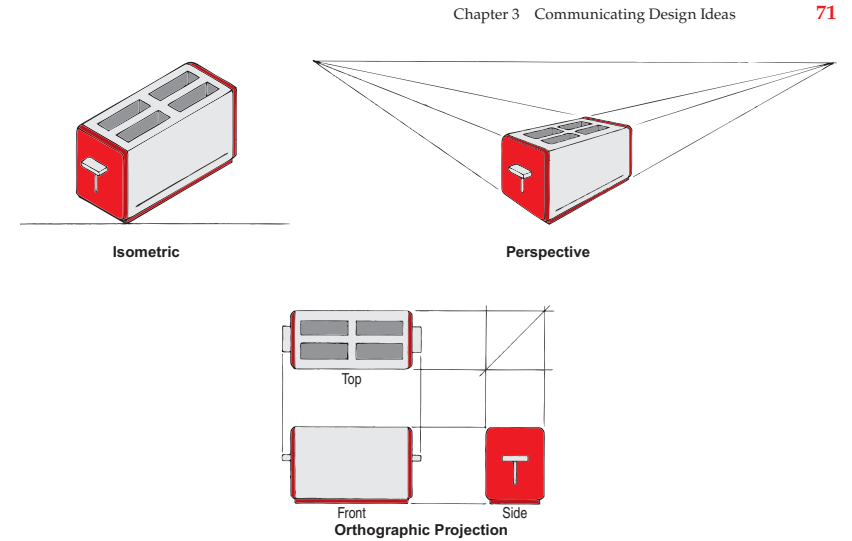 Chapter 3 Communicating Design Ideas 71
Isometric
Perspective
Top
Front
Side
Orthographic Projection